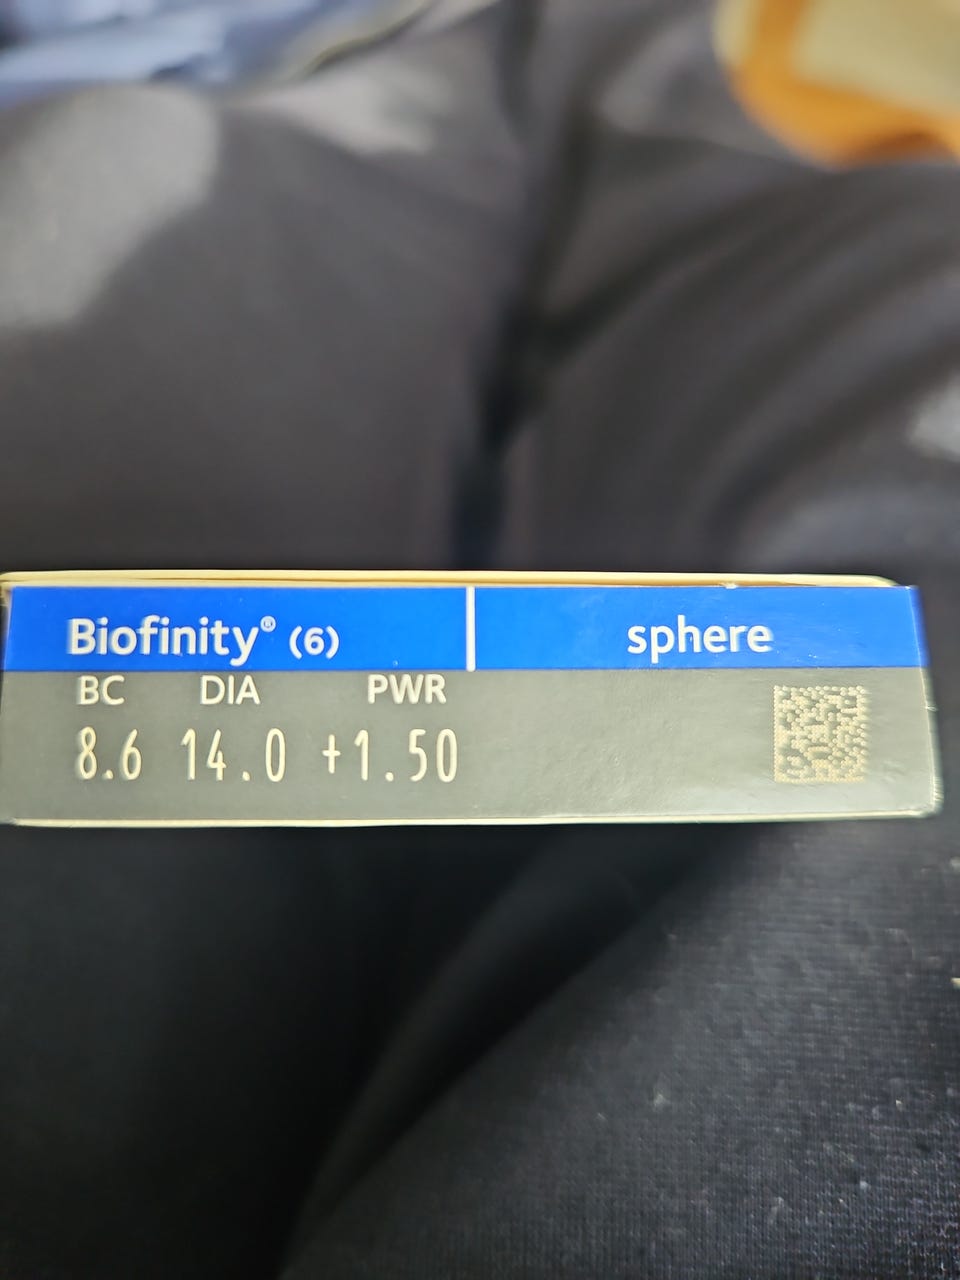 Biofinity® (6) sphere
BC DIA PWR
8.6 14.0 +1.50